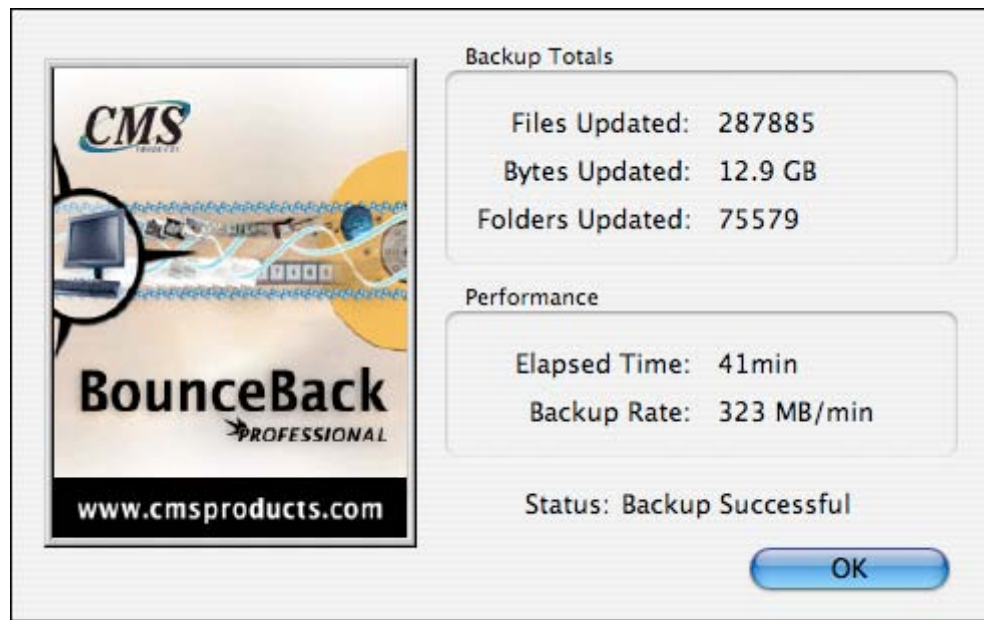 CMS
PRODUCTS
BounceBack
PROFESSIONAL
www.cmsproducts.com
Backup Totals
Files Updated: 287885
Bytes Updated: 12.9 GB
Folders Updated: 75579
Performance
Elapsed Time: 41min
Backup Rate: 323 MB/min
Status: Backup Successful
OK